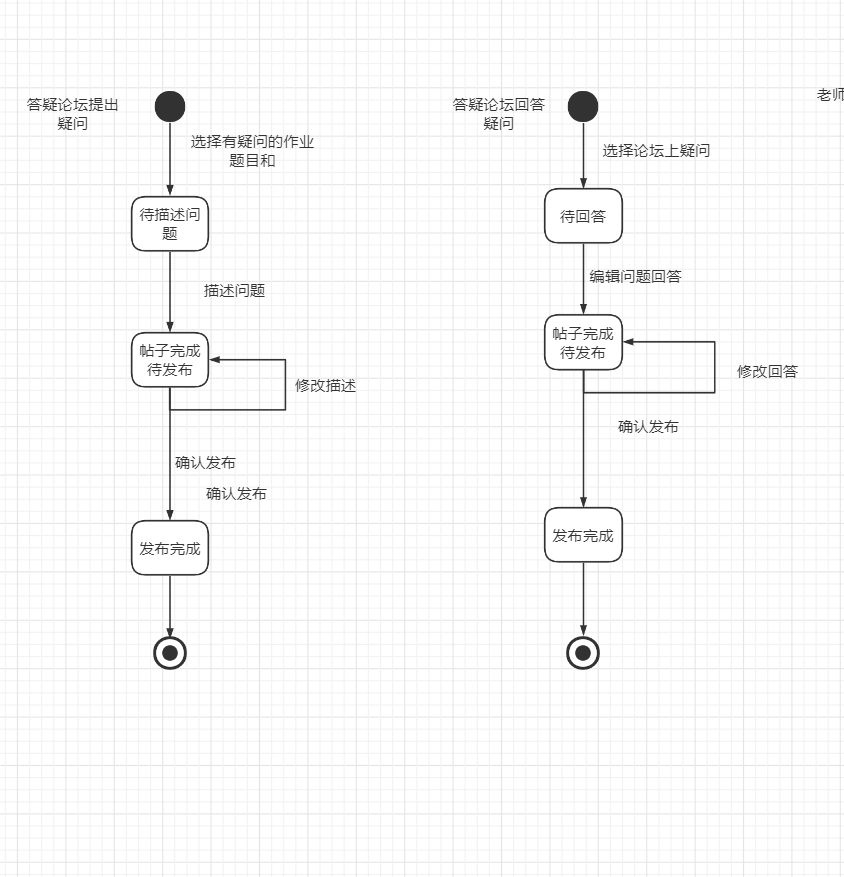 答疑论坛提出
疑问
选择有疑问的作业
题目和
待描述问
题
描述问题
帖子完成
待发布
修改描述
确认发布
确认发布
发布完成
答疑论坛回答
疑问
选择论坛上疑问
待回答
编辑问题回答
帖子完成
待发布
修改回答
确认发布
发布完成
老师